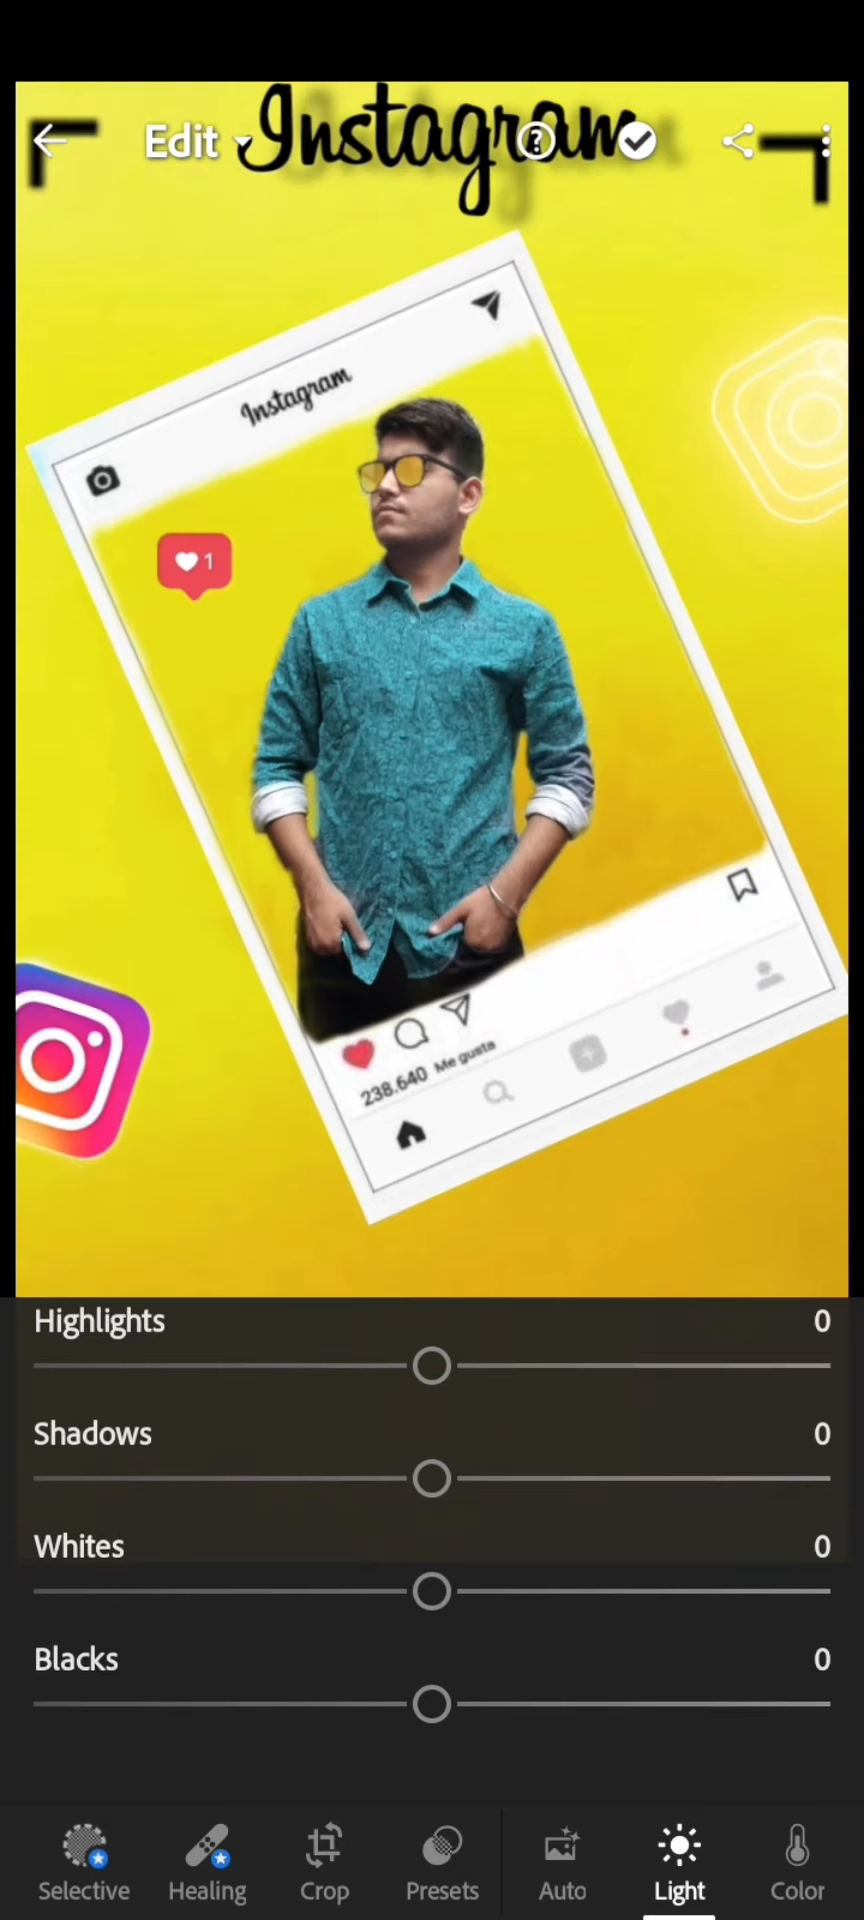 Instagram
Edit
Instagram
1
238.640 Me gusta
Highlights 0
Shadows 0
Whites 0
Blacks 0
Selective Healing Crop Presets Auto Light Color